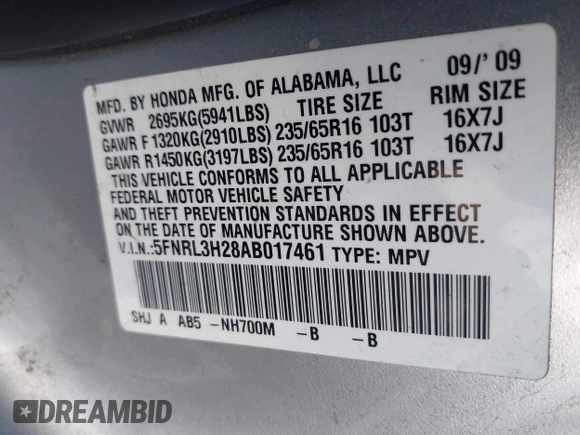 MFD. BY HONDA MFG. OF ALABAMA, LLC 09/'09
GVWR 2695KG(5941LBS) TIRE SIZE RIM SIZE
GAWR F1320KG(2910LBS) 235/65R16 103T 16X7J
GAWR R1450KG(3197LBS) 235/65R16 103T 16X7J
THIS VEHICLE CONFORMS TO ALL APPLICABLE
FEDERAL MOTOR VEHICLE SAFETY
AND THEFT PREVENTION STANDARDS IN EFFECT
ON THE DATE OF MANUFACTURE SHOWN ABOVE.
V.I.N.:5FNRL3H28AB017461 TYPE: MPV
SHJ A AB5 -NH700M -B -B
DREAMBID